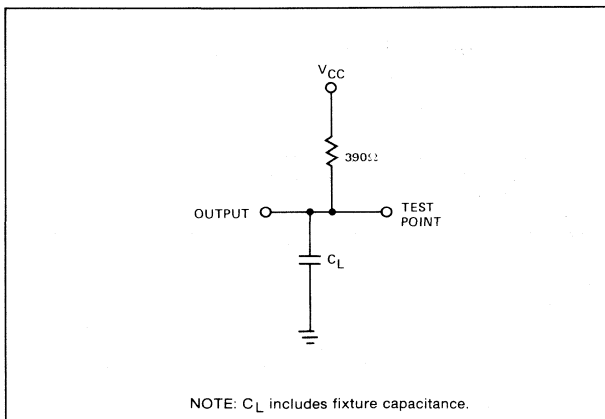 VCC
390Ω
OUTPUT
TEST
POINT
CL
NOTE: CL includes fixture capacitance.